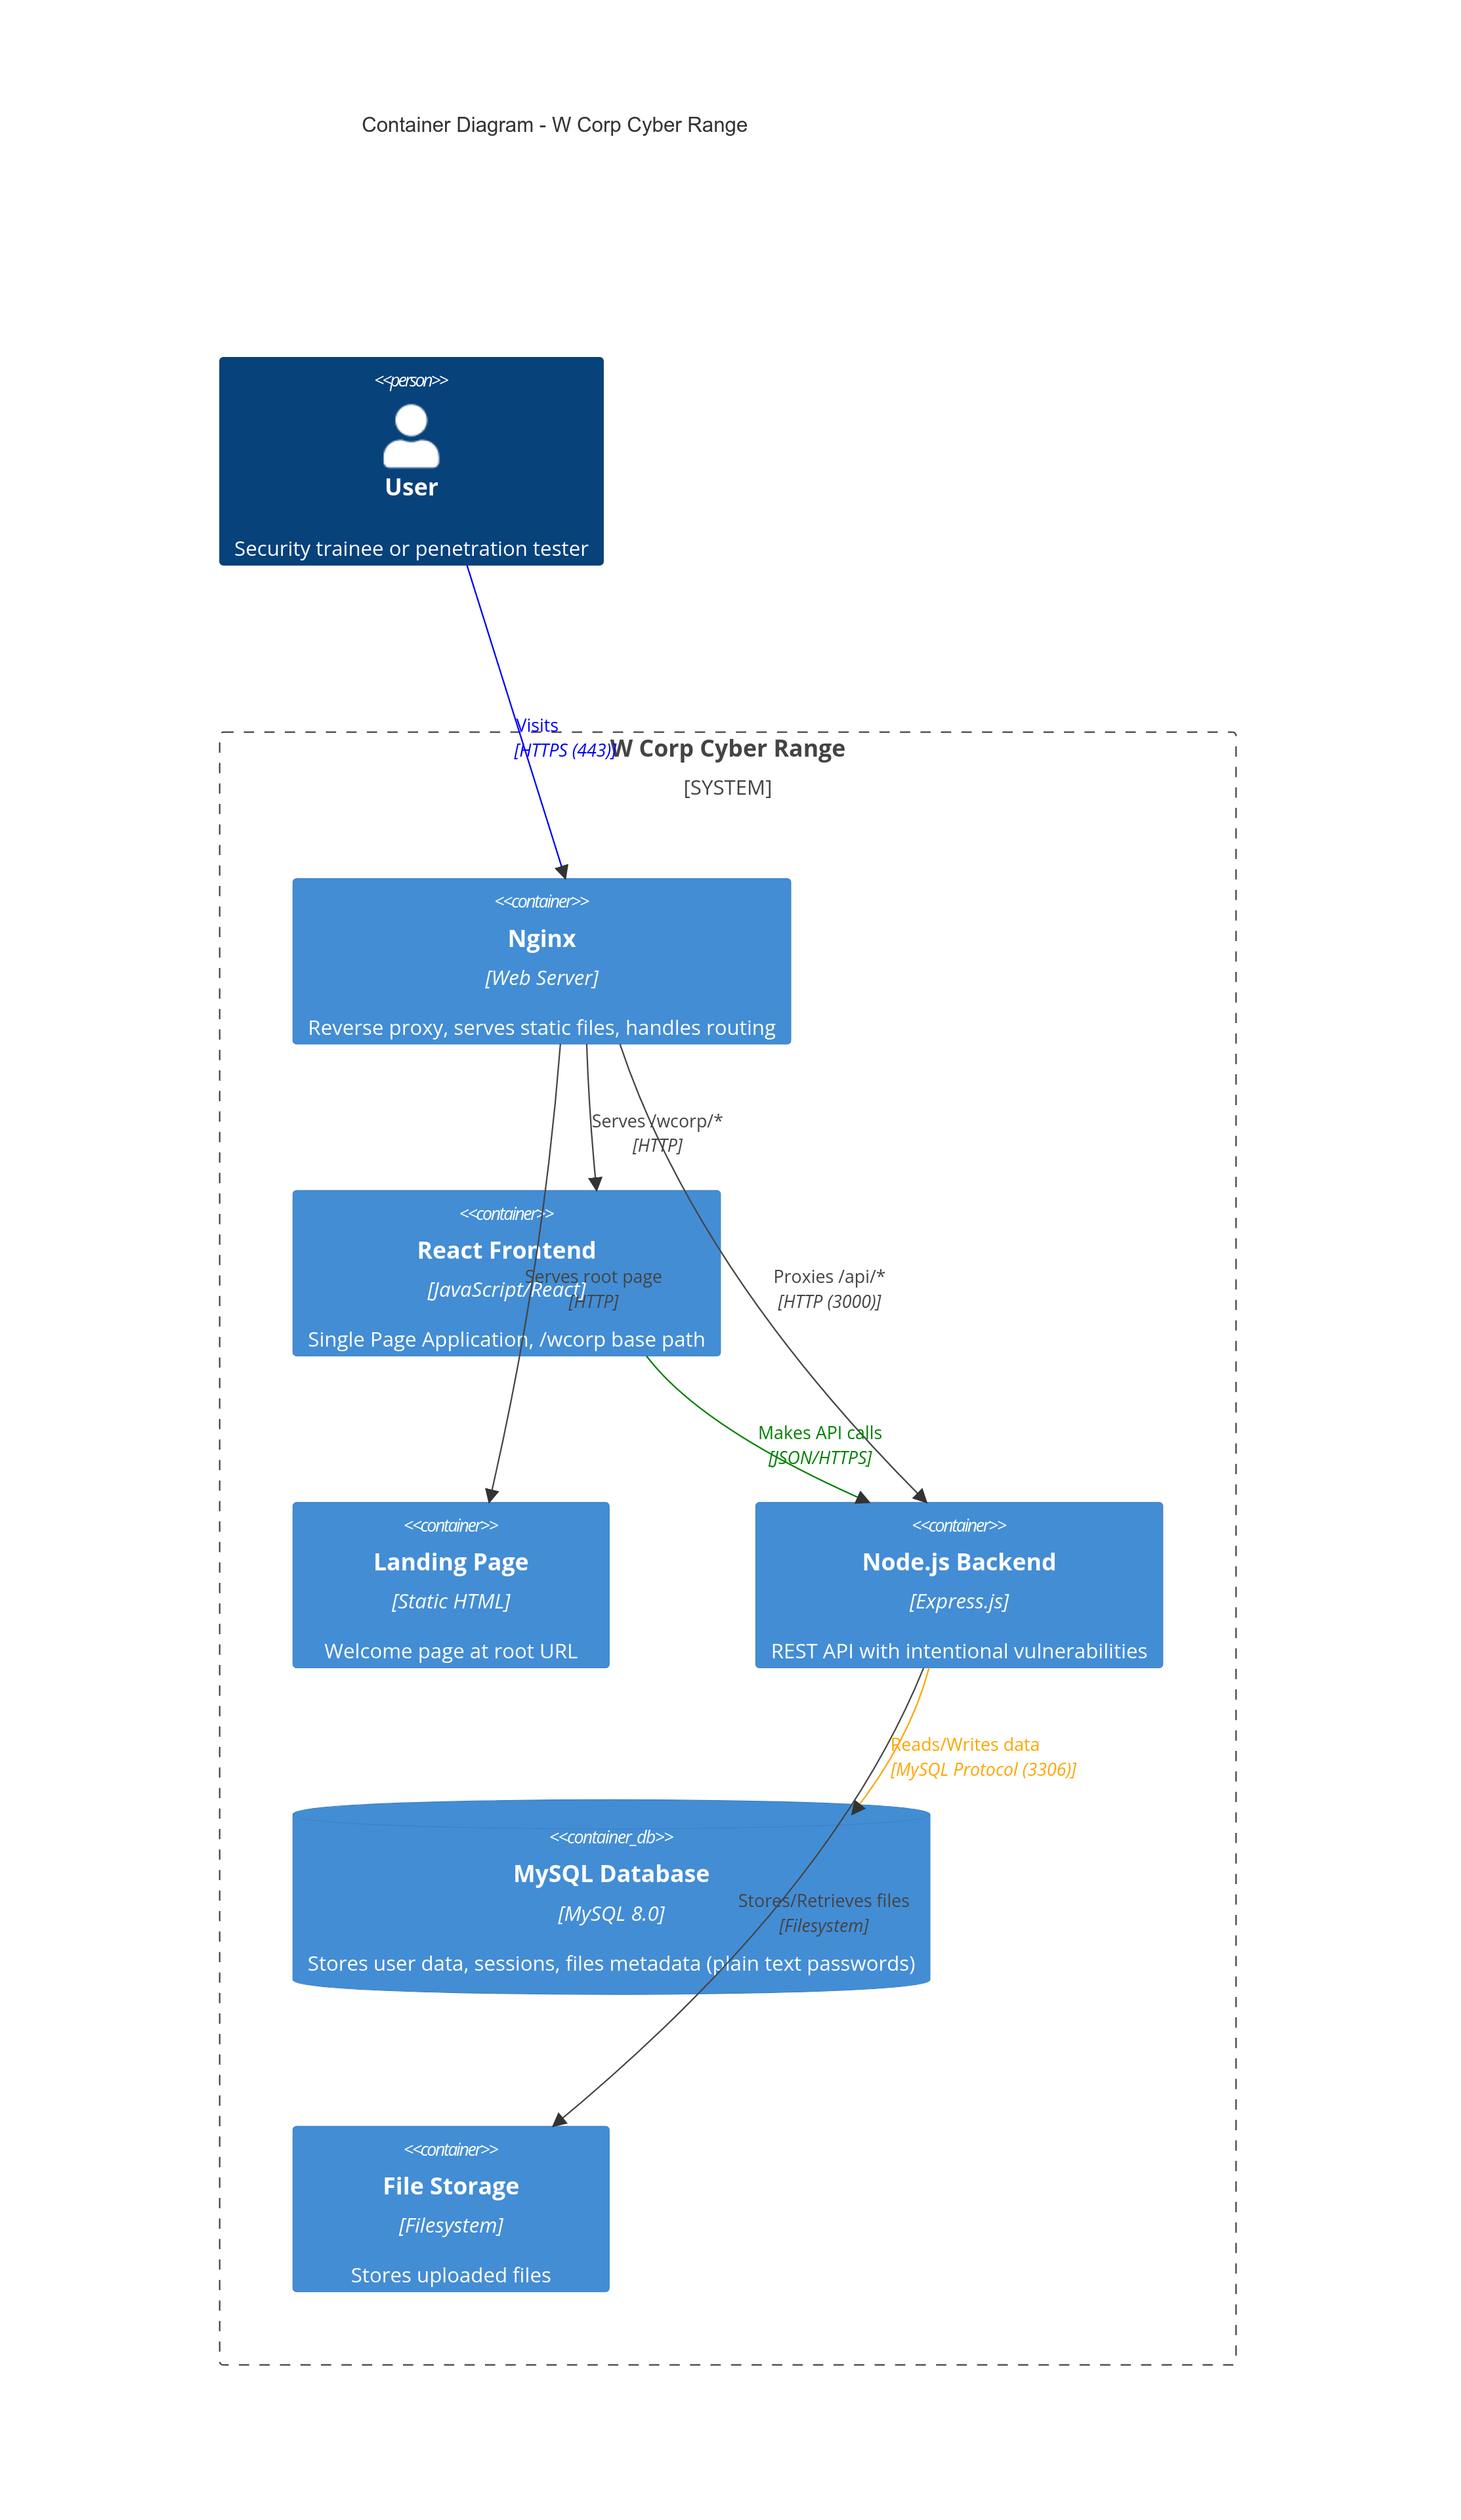 Container Diagram - W Corp Cyber Range
<<person>>
User
Security trainee or penetration tester
Visits
[HTTPS (443)]
W Corp Cyber Range
[SYSTEM]
<<container>>
Nginx
[Web Server]
Reverse proxy, serves static files, handles routing
Serves /wcorp/*
[HTTP]
<<container>>
React Frontend
[JavaScript/React]
Single Page Application, /wcorp base path
Serves root page
[HTTP]
Proxies /api/*
[HTTP (3000)]
Makes API calls
[JSON/HTTPS]
<<container>>
Landing Page
[Static HTML]
Welcome page at root URL
<<container>>
Node.js Backend
[Express.js]
REST API with intentional vulnerabilities
Reads/Writes data
[MySQL Protocol (3306)]
<<container_db>>
MySQL Database
[MySQL 8.0]
Stores user data, sessions, files metadata (plain text passwords)
Stores/Retrieves files
[Filesystem]
<<container>>
File Storage
[Filesystem]
Stores uploaded files